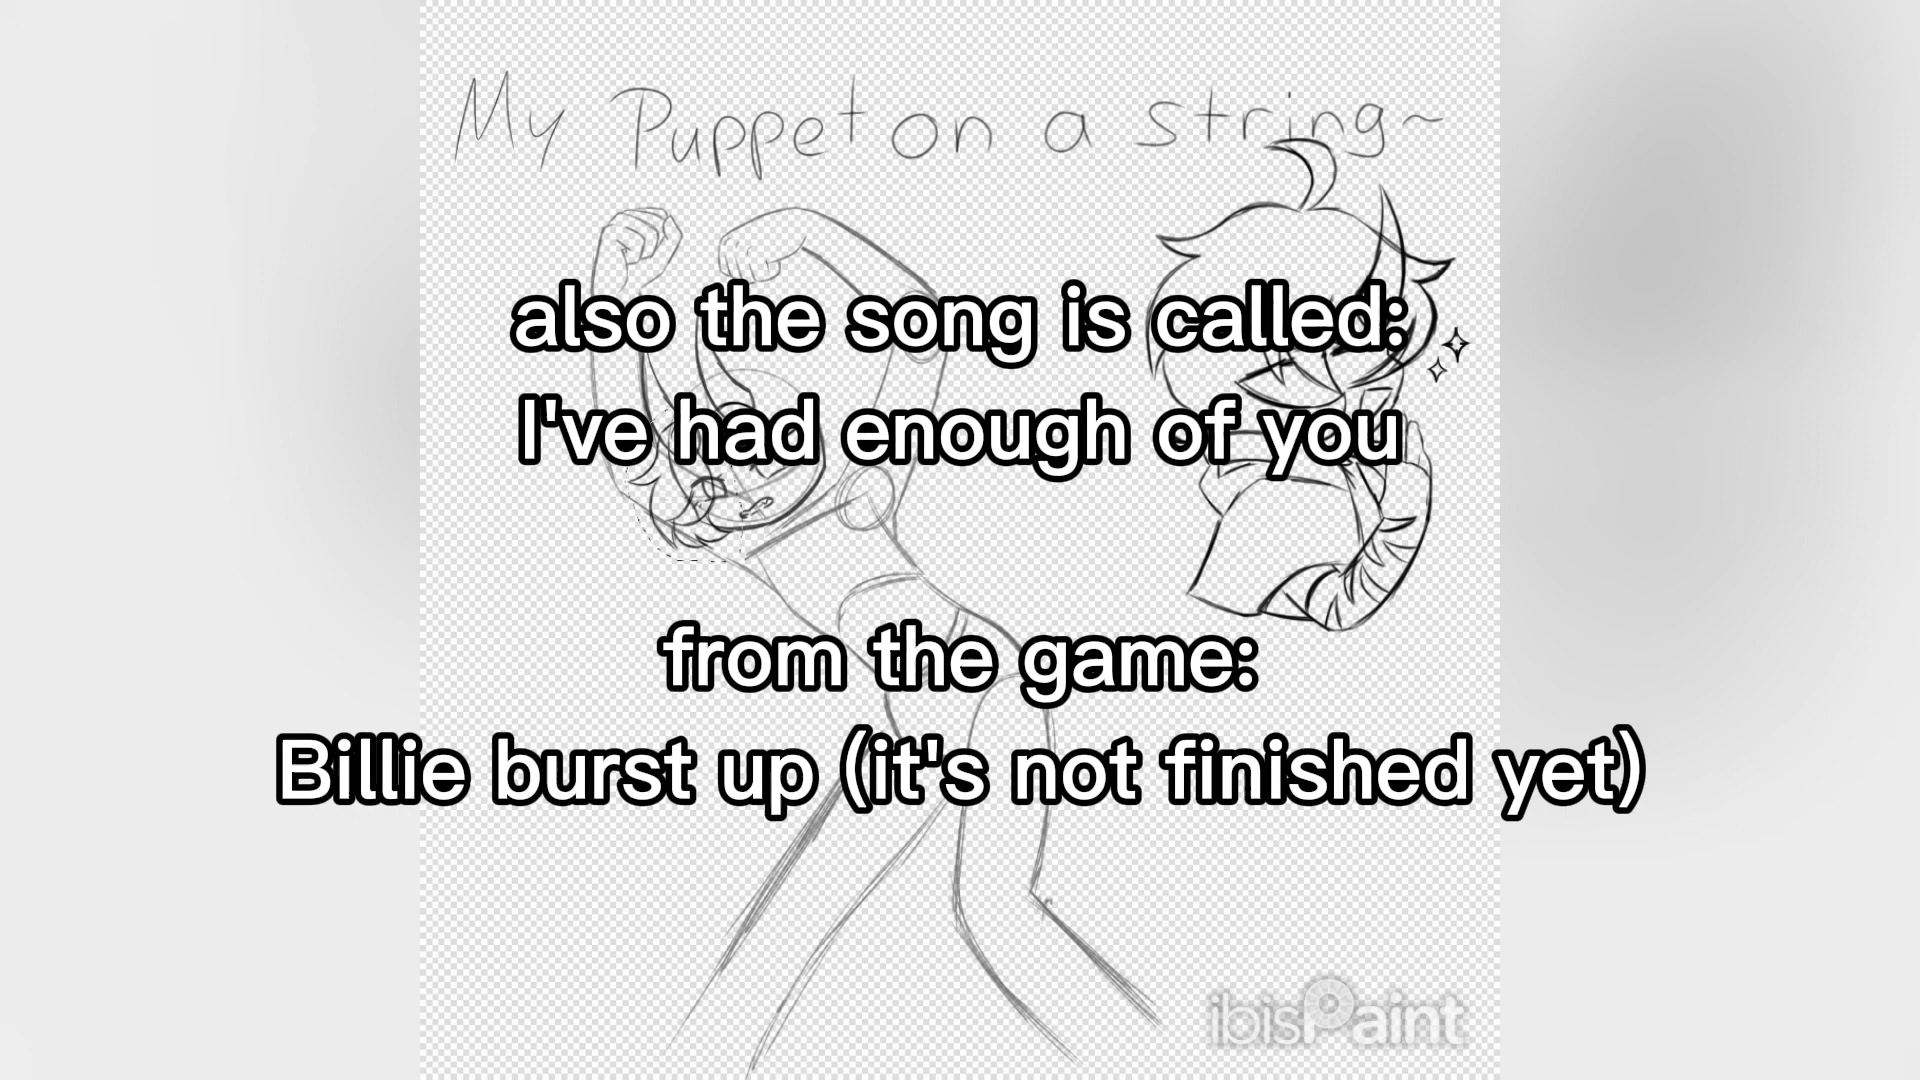 My Puppet on a string~
also the song is called:
I've had enough of you
from the game:
Billie burst up (it's not finished yet)
ibisPaint